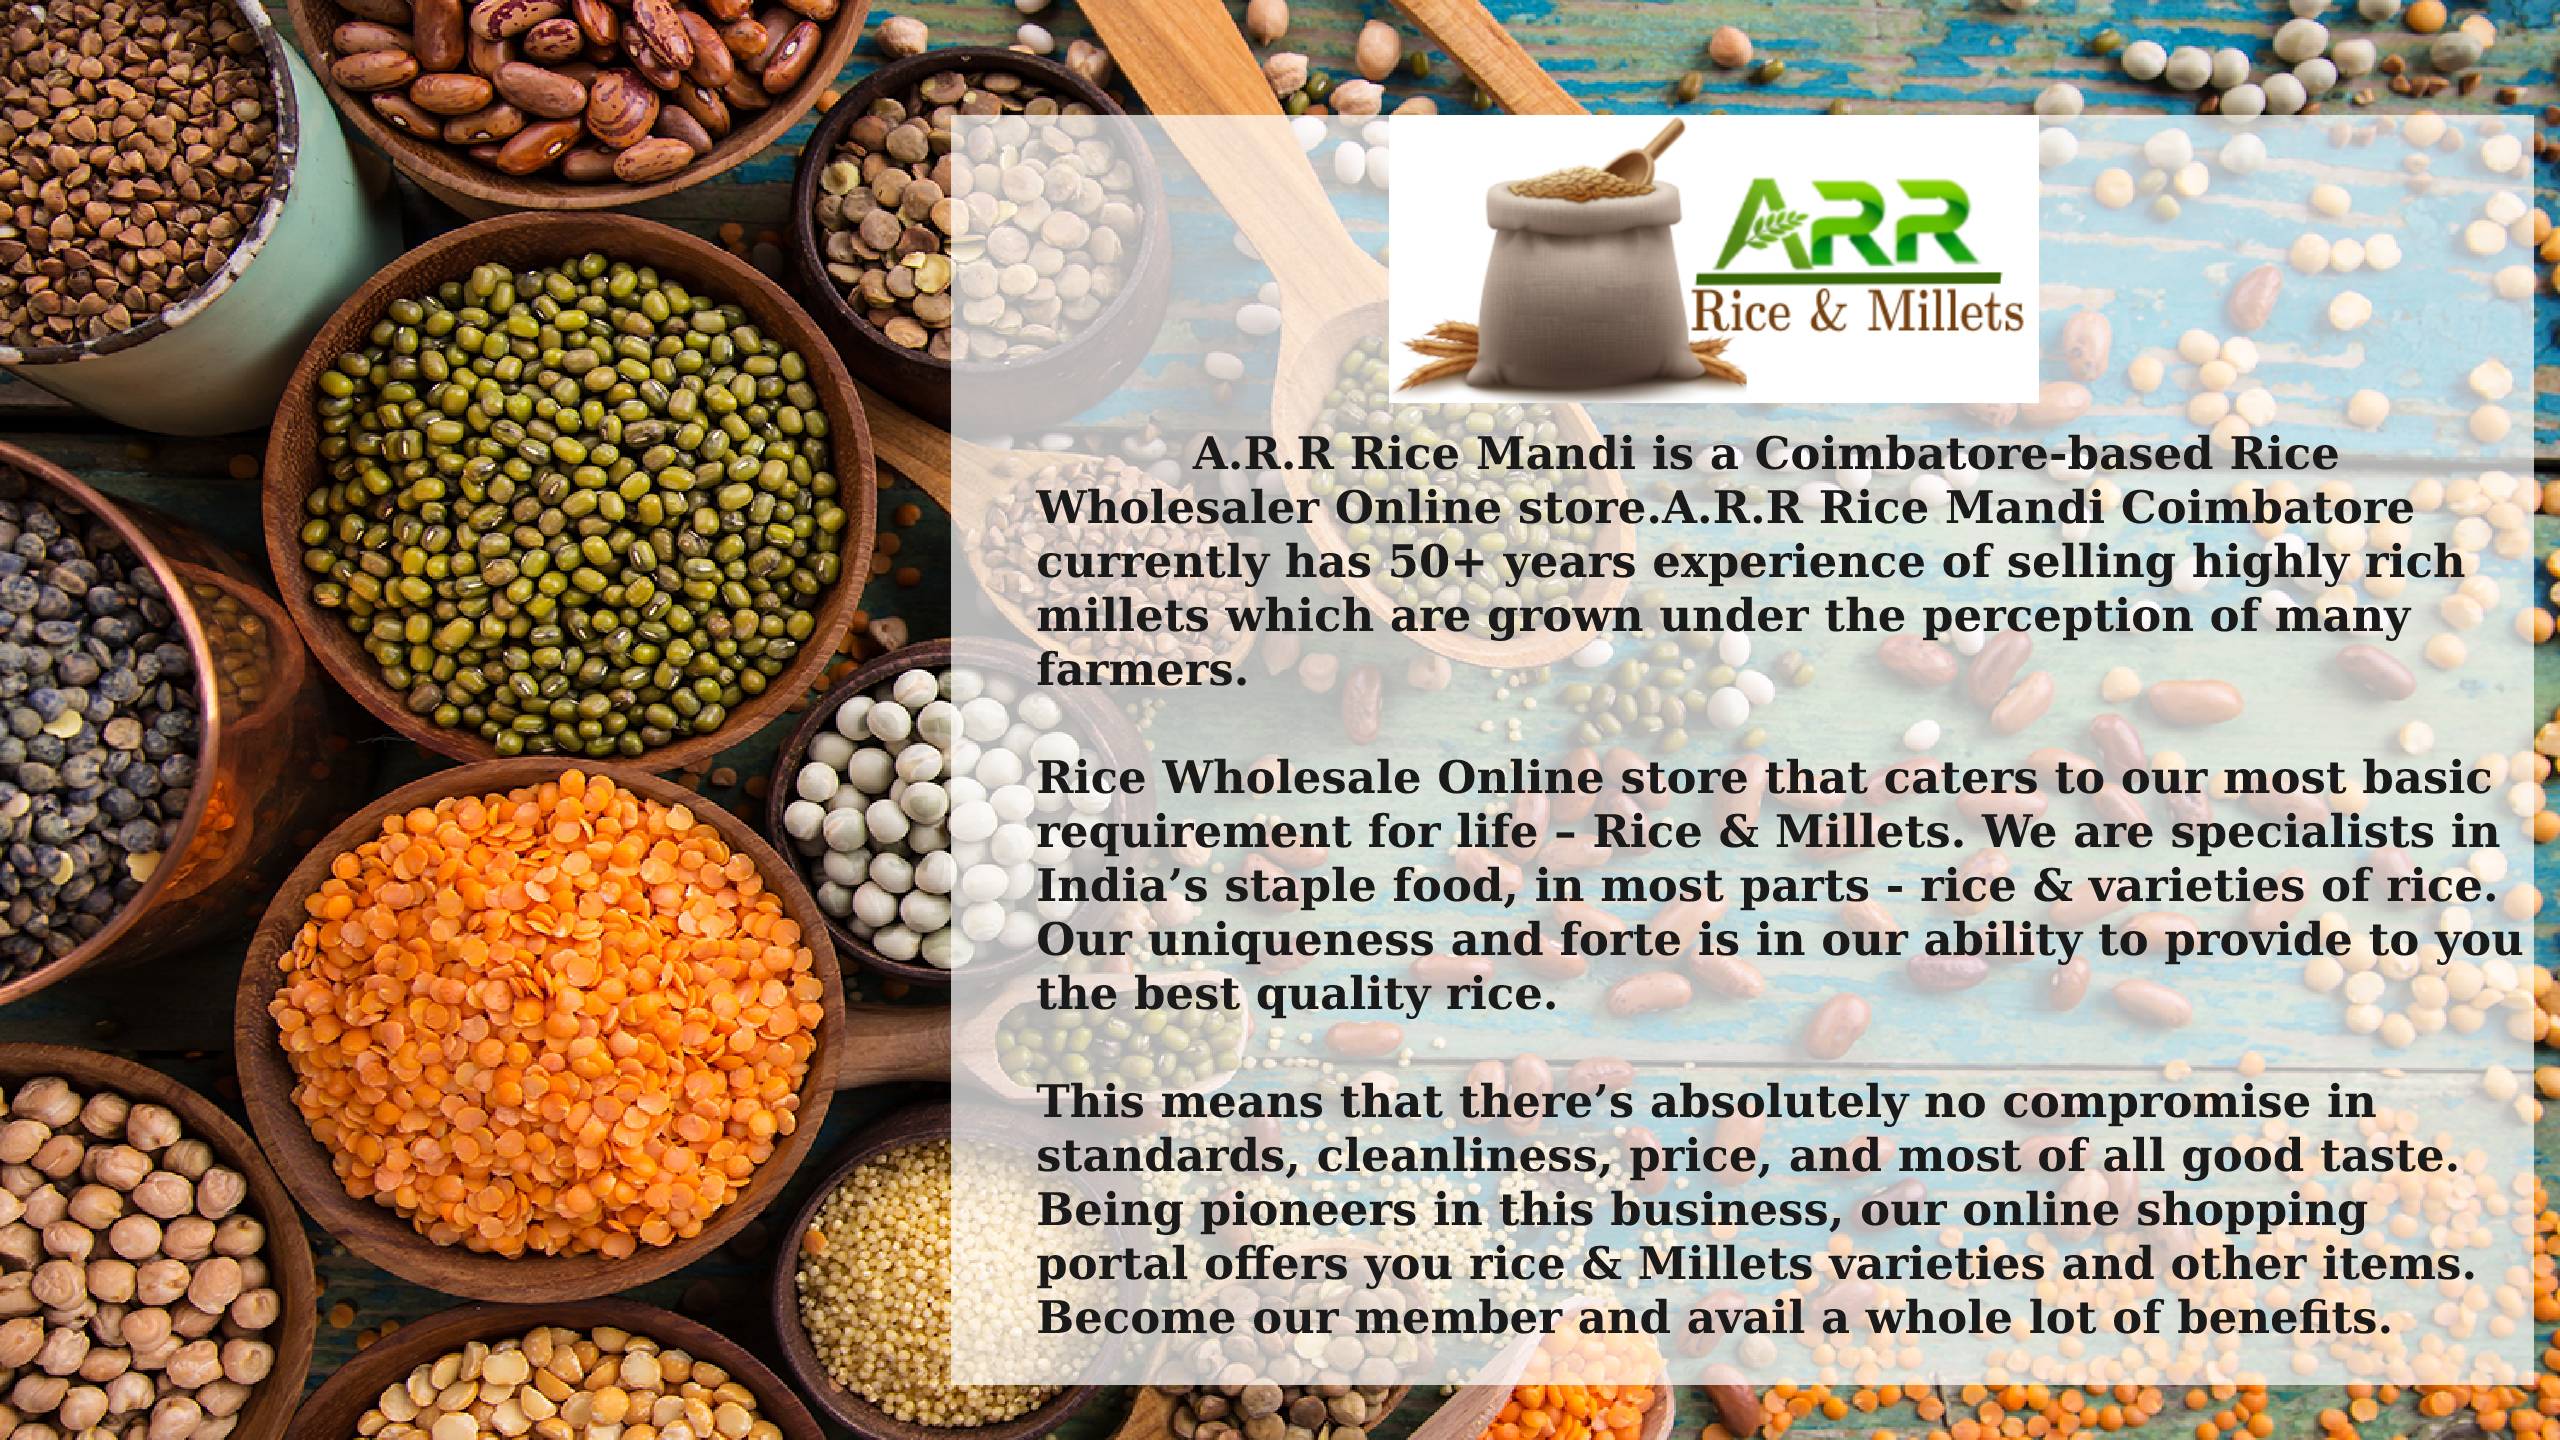 ARR
Rice & Millets
A.R.R Rice Mandi is a Coimbatore-based Rice
Wholesaler Online store.A.R.R Rice Mandi Coimbatore
currently has 50+ years experience of selling highly rich
millets which are grown under the perception of many
farmers.
Rice Wholesale Online store that caters to our most basic
requirement for life – Rice & Millets. We are specialists in
India’s staple food, in most parts - rice & varieties of rice.
Our uniqueness and forte is in our ability to provide to you
the best quality rice.
This means that there’s absolutely no compromise in
standards, cleanliness, price, and most of all good taste.
Being pioneers in this business, our online shopping
portal offers you rice & Millets varieties and other items.
Become our member and avail a whole lot of benefits.